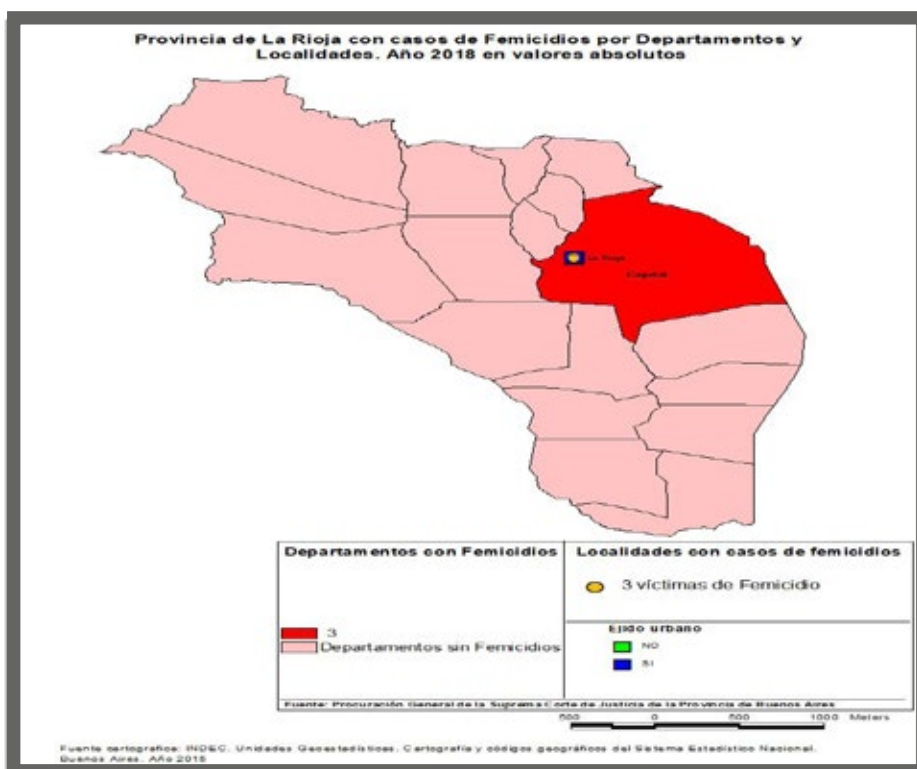 Provincia de La Rioja con casos de Femicidios por Departamentos y
Localidades. Año 2018 en valores absolutos
La Rioja
Capital
Departamentos con Femicidios
3
Departamentos sin Femicidios
Localidades con casos de femicidios
3 víctimas de Femicidio
Ejido urbano
NO
SI
Fuente: Procuración General de la Suprema Corte de Justicia de la Provincia de Buenos Aires
500 0 500 1000 Meters
Fuente cartografica: INDEC. Unidades Geoestadísticas. Cartografía y códigos geográficos del Sistema Estadístico Nacional.
Buenos Aires. Año 2015